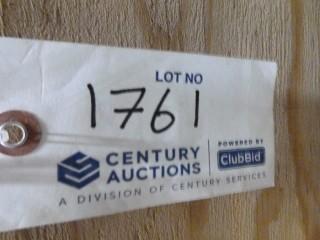 LOT NO
1761
CENTURY AUCTIONS
POWERED BY
ClubBid
A DIVISION OF CENTURY SERVICES